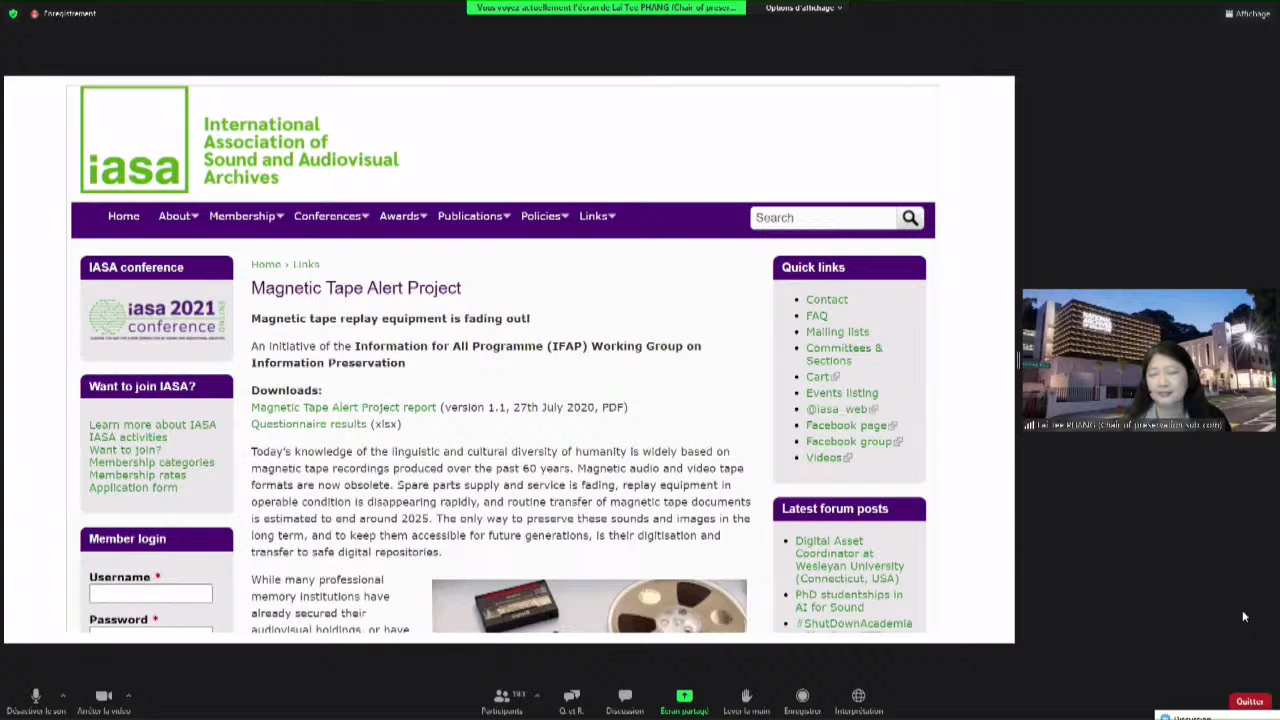 Enregistrement
Vous voyez actuellement l'écran de Lai Tee PHANG (Chair of preser...
Options d'affichage
Affichage
iasa
International
Association of
Sound and Audiovisual
Archives
Home
About
Membership
Conferences
Awards
Publications
Policies
Links
Search
IASA conference
iasa 2021
conference
ONLINE
Want to join IASA?
Learn more about IASA
IASA activities
Want to join?
Membership categories
Membership rates
Application form
Member login
Username *
Password *
Home › Links
Magnetic Tape Alert Project
Magnetic tape replay equipment is fading out!
An initiative of the Information for All Programme (IFAP) Working Group on
Information Preservation
Downloads:
Magnetic Tape Alert Project report (version 1.1, 27th July 2020, PDF)
Questionnaire results (xlsx)
Today's knowledge of the linguistic and cultural diversity of humanity is widely based on
magnetic tape recordings produced over the past 60 years. Magnetic audio and video tape
formats are now obsolete. Spare parts supply and service is fading, replay equipment in
operable condition is disappearing rapidly, and routine transfer of magnetic tape documents
is estimated to end around 2025. The only way to preserve these sounds and images in the
long term, and to keep them accessible for future generations, is their digitisation and
transfer to safe digital repositories.
While many professional
memory institutions have
already secured their
audiovisual holdings, or have
Quick links
Contact
FAQ
Mailing lists
Committees &
Sections
Cart
Events listing
@iasa_web
Facebook page
Facebook group
Videos
Latest forum posts
Digital Asset
Coordinator at
Wesleyan University
(Connecticut, USA)
PhD studentships in
AI for Sound
#ShutDownAcademia
Lai Tee PHANG (Chair of preservation sub com)
Désactiver le son
Arrêter la vidéo
Participants
Q. et R.
Discussion
Écran partagé
Lever la main
Enregistrer
Interprétation
Quitter
Discussion